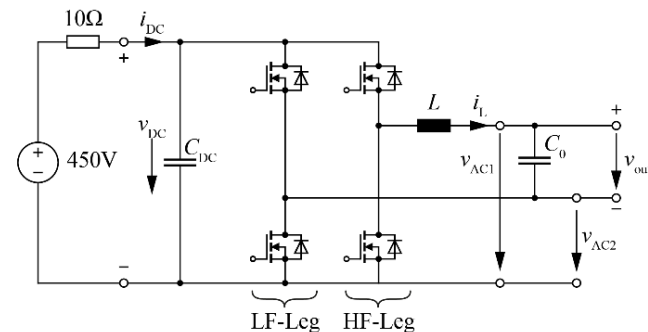 10Ω
i_DC
+
v_DC
C_DC
450V
+
−
L
i_L
+
v_AC1
C_0
v_ou
−
v_AC2
−
LF-Leg
HF-Leg